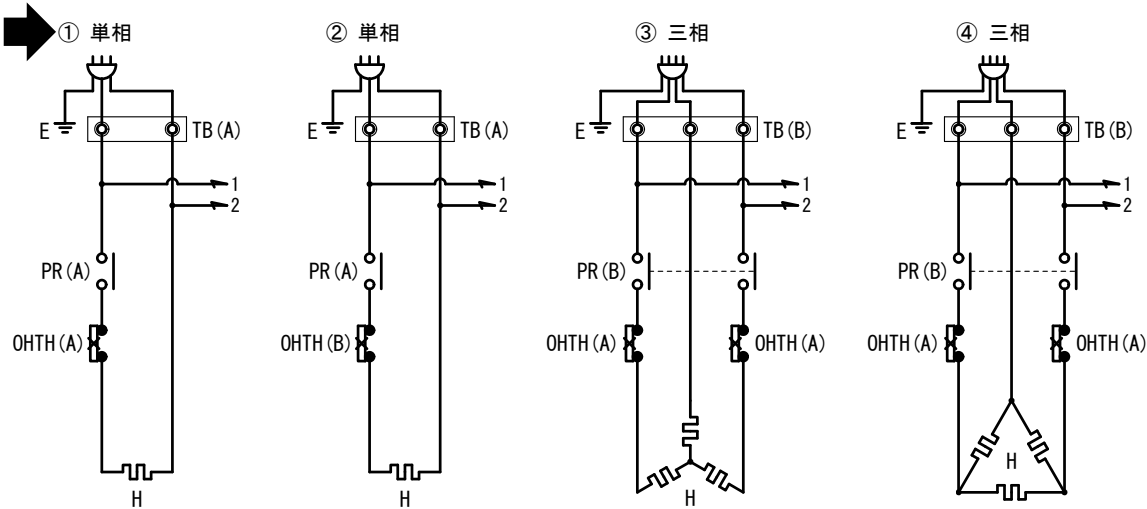 ① 単相
② 単相
③ 三相
④ 三相
E
TB(A)
E
TB(A)
E
TB(B)
E
TB(B)
1
1
1
1
2
2
2
2
PR(A)
PR(A)
PR(B)
PR(B)
OHTH(A)
OHTH(B)
OHTH(A)
OHTH(A)
OHTH(A)
OHTH(A)
H
H
H
H